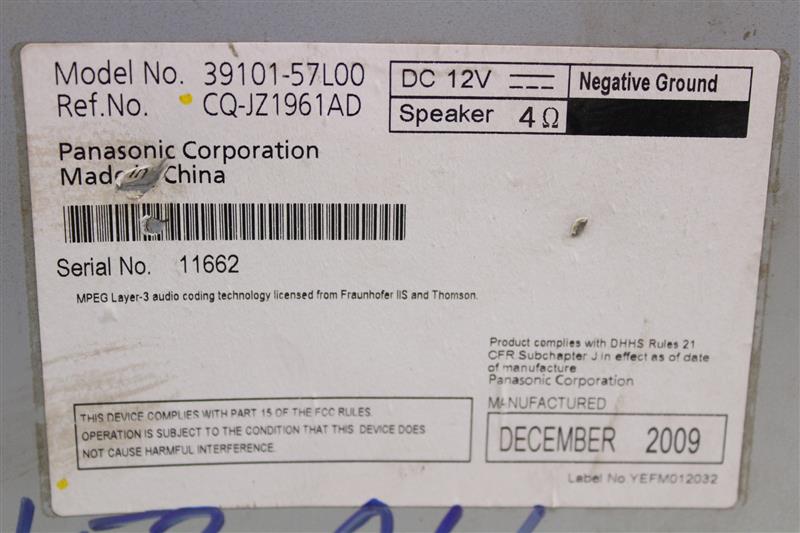 Model No. 39101-57L00
Ref.No. CQ-JZ1961AD
DC 12V
Negative Ground
Speaker 4Ω
Panasonic Corporation
Made in China
Serial No. 11662
MPEG Layer-3 audio coding technology licensed from Fraunhofer IIS and Thomson.
Product complies with DHHS Rules 21
CFR Subchapter J in effect as of date
of manufacture
Panasonic Corporation
MANUFACTURED
DECEMBER 2009
THIS DEVICE COMPLIES WITH PART 15 OF THE FCC RULES.
OPERATION IS SUBJECT TO THE CONDITION THAT THIS DEVICE DOES
NOT CAUSE HARMFUL INTERFERENCE.
Label No YEFM012032